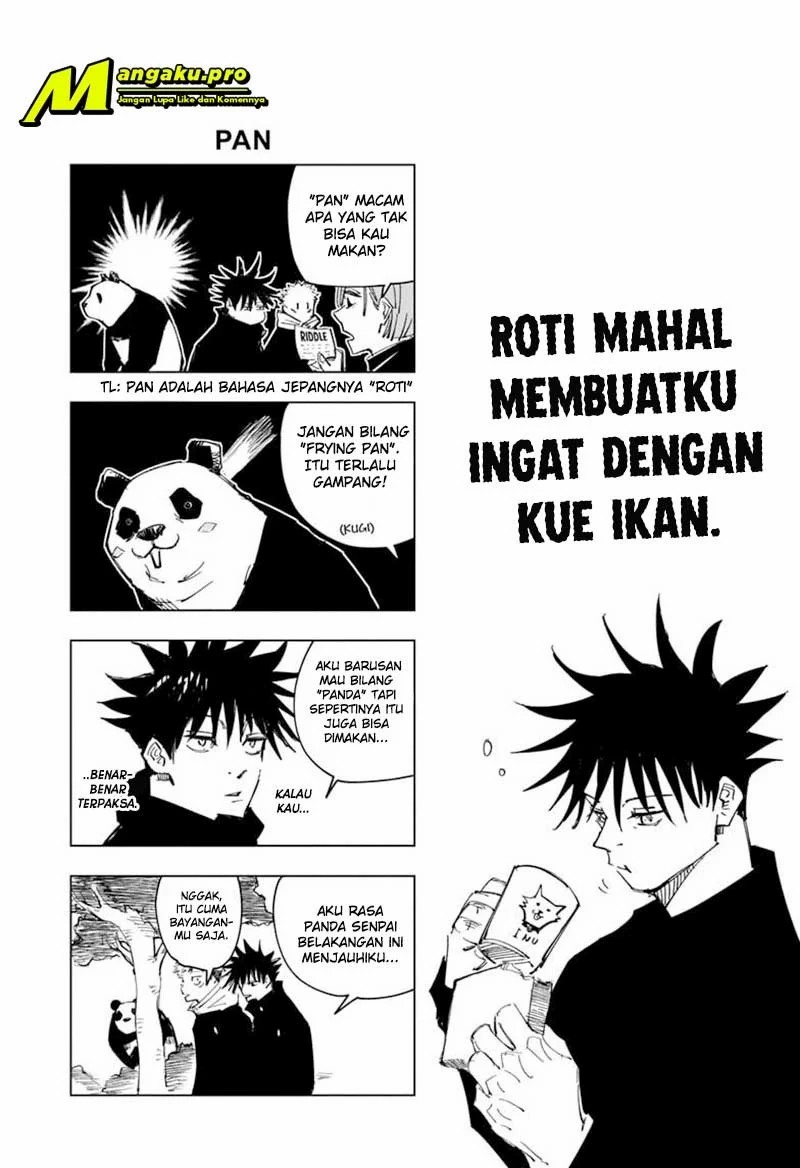 Mangaku.pro
Jangan Lupa Like dan Komennya
PAN
"PAN" MACAM
APA YANG TAK
BISA KAU
MAKAN?
RIDDLE
TL: PAN ADALAH BAHASA JEPANGNYA "ROTI"
JANGAN BILANG
"FRYING PAN".
ITU TERLALU
GAMPANG!
(KUGI)
AKU BARUSAN
MAU BILANG
"PANDA" TAPI
SEPERTINYA ITU
JUGA BISA
DIMAKAN...
KALAU
KAU...
..BENAR-
BENAR
TERPAKSA.
AKU RASA
PANDA SENPAI
BELAKANGAN INI
MENJAUHIKU...
NGGAK,
ITU CUMA
BAYANGAN-
MU SAJA.
ROTI MAHAL
MEMBUATKU
INGAT DENGAN
KUE IKAN.
INU